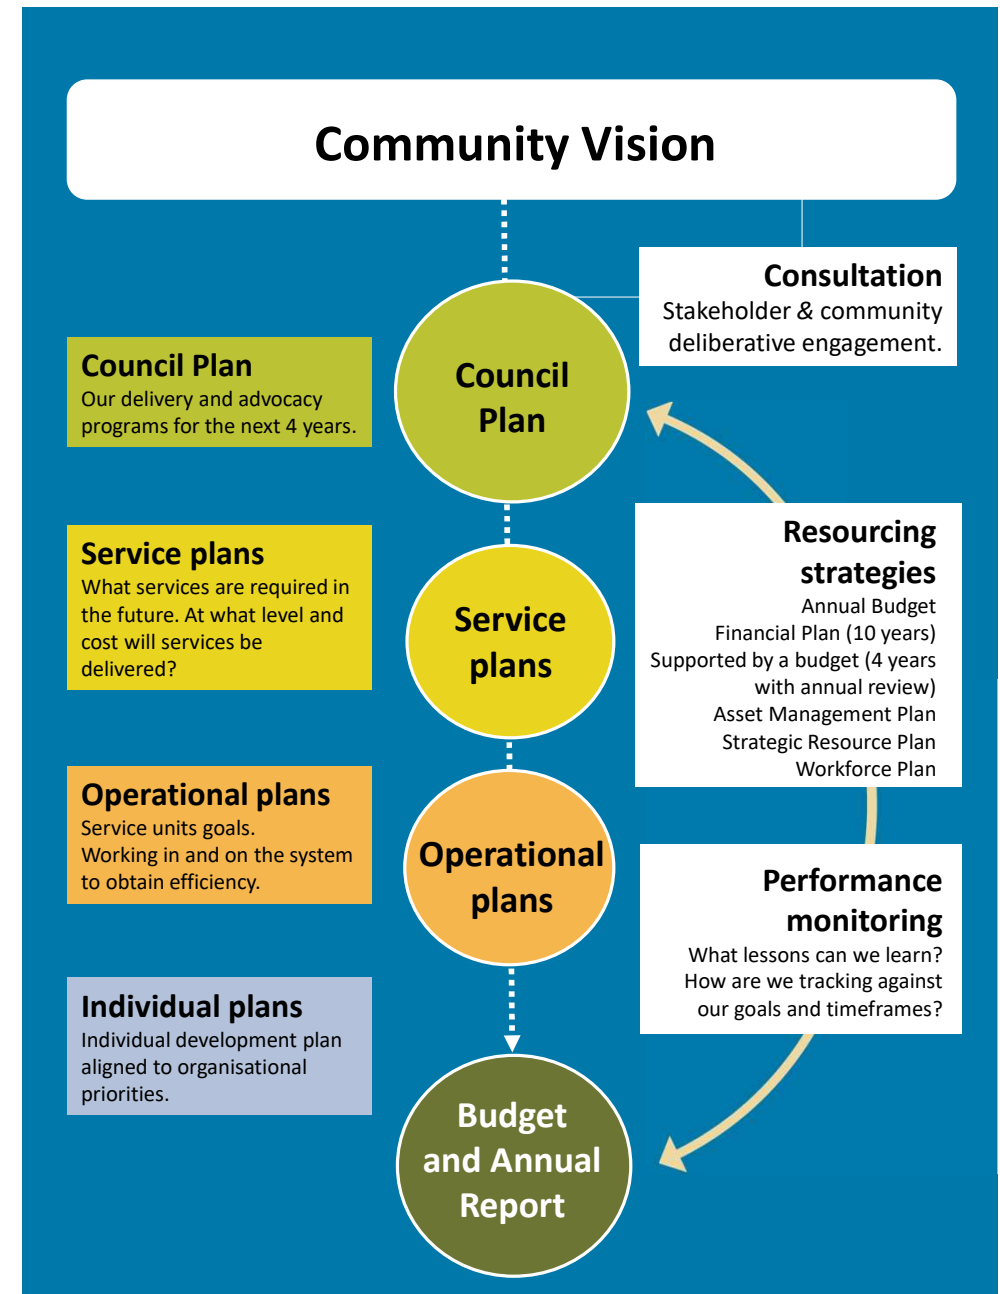 Community Vision
Consultation
Stakeholder & community
deliberative engagement.
Council Plan
Our delivery and advocacy
programs for the next 4 years.
Council
Plan
Resourcing
strategies
Annual Budget
Financial Plan (10 years)
Supported by a budget (4 years
with annual review)
Asset Management Plan
Strategic Resource Plan
Workforce Plan
Service plans
What services are required in
the future. At what level and
cost will services be
delivered?
Service
plans
Operational plans
Service units goals.
Working in and on the system
to obtain efficiency.
Operational
plans
Performance
monitoring
What lessons can we learn?
How are we tracking against
our goals and timeframes?
Individual plans
Individual development plan
aligned to organisational
priorities.
Budget
and Annual
Report